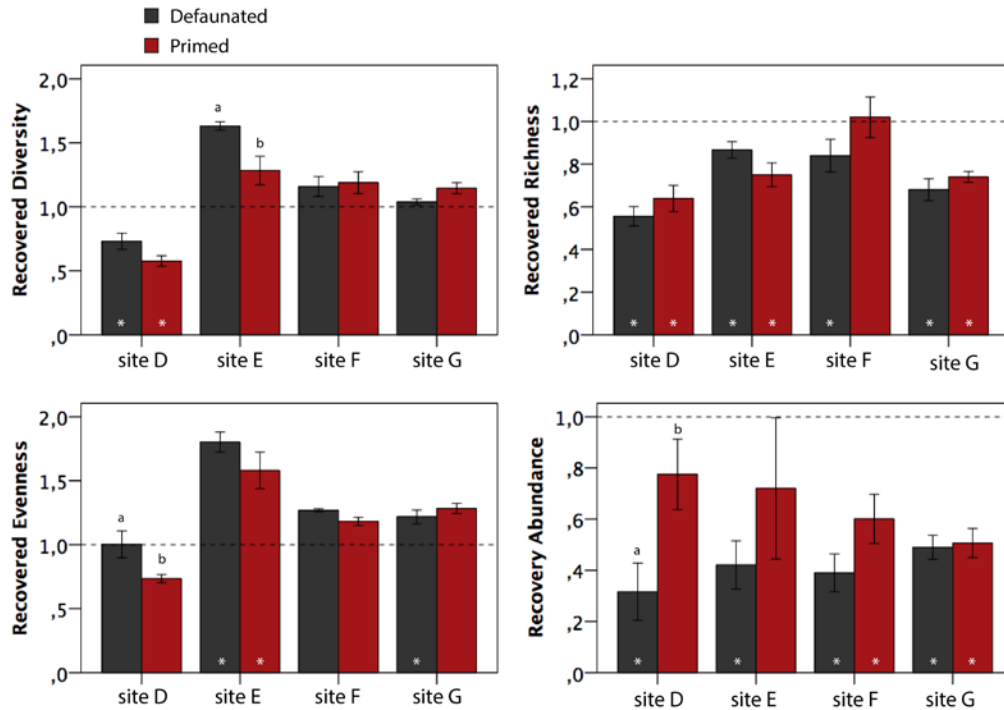 Defaunated
Primed
Recovered Diversity
2,0
1,5
1,0
,5
,0
a
b
* *
site D site E site F site G
Recovered Richness
1,2
1,0
,8
,6
,4
,2
,0
* * * * * * *
site D site E site F site G
Recovered Evenness
2,0
1,5
1,0
,5
,0
a
b
* * *
site D site E site F site G
Recovery Abundance
1,0
,8
,6
,4
,2
,0
b
a
* * * * * *
site D site E site F site G